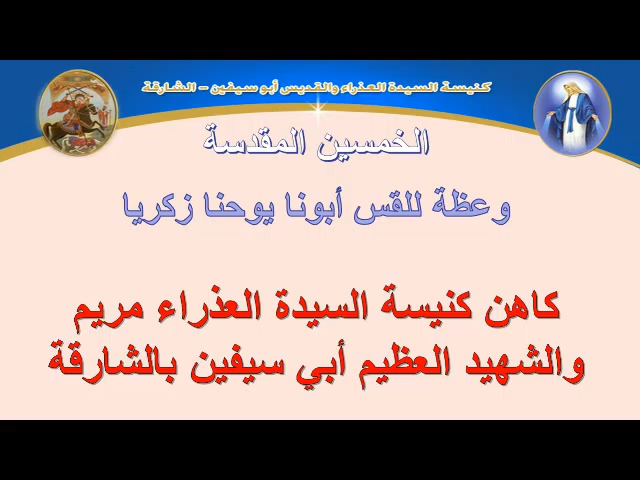 كنيسة السيدة العذراء والقديس أبو سيفين – الشارقة
الخمسين المقدسة
وعظة للقس أبونا يوحنا زكريا
كاهن كنيسة السيدة العذراء مريم
والشهيد العظيم أبي سيفين بالشارقة